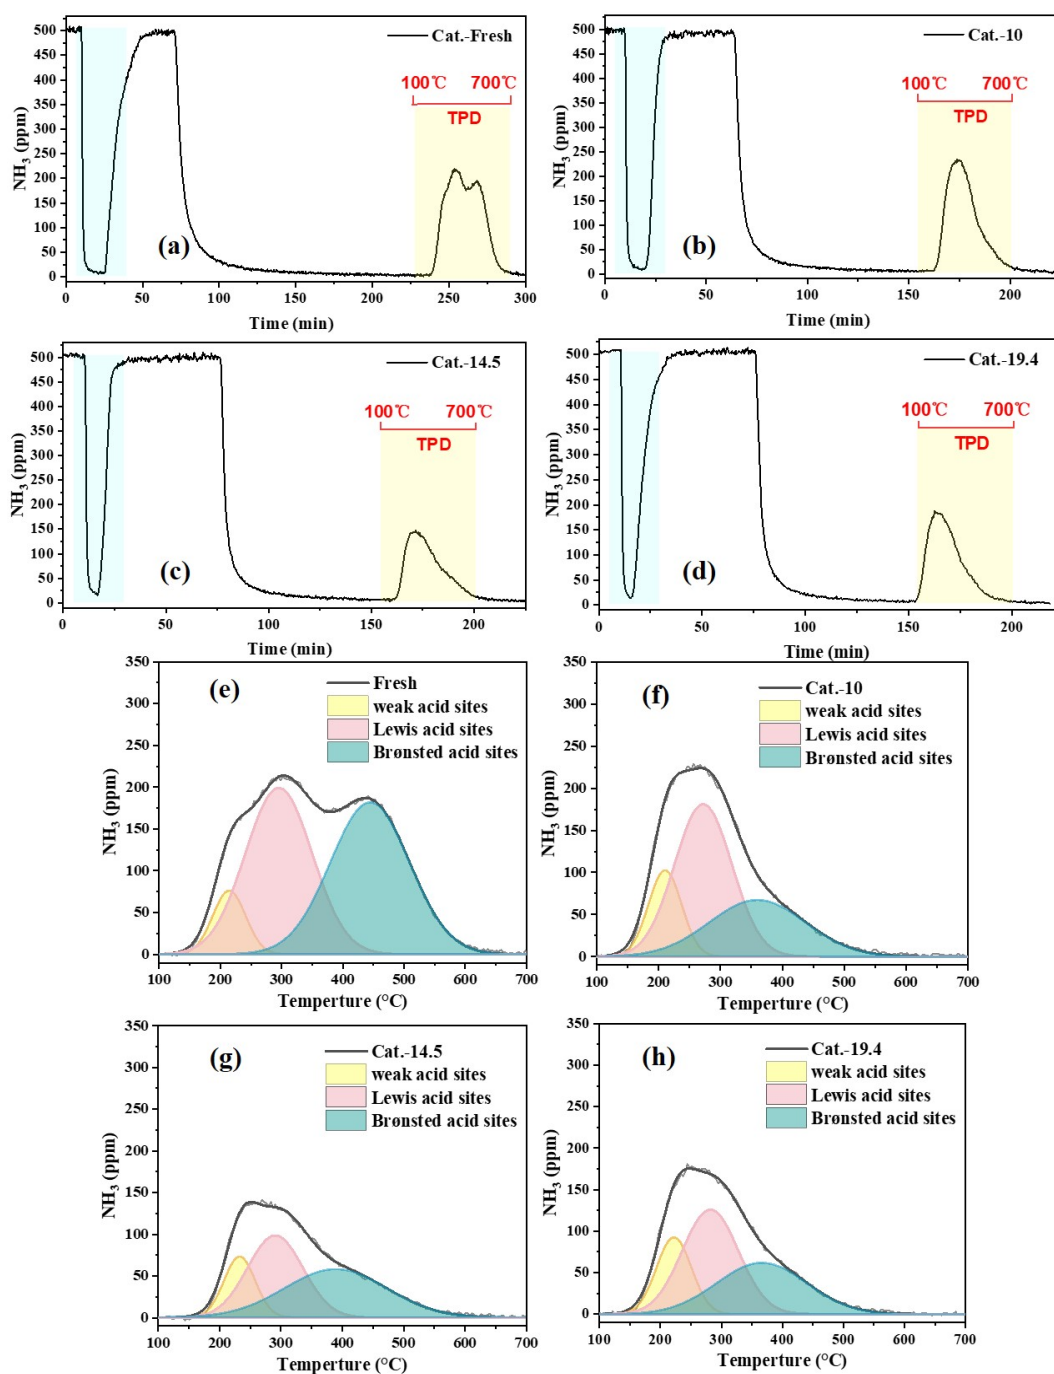 500
450
400
350
300
250
200
150
100
50
0
NH₃ (ppm)
Cat.-Fresh
100℃ 700℃
TPD
(a)
0 50 100 150 200 250 300
Time (min)
500
450
400
350
300
250
200
150
100
50
0
NH₃ (ppm)
Cat.-10
100℃ 700℃
TPD
(b)
0 50 100 150 200
Time (min)
500
450
400
350
300
250
200
150
100
50
0
NH₃ (ppm)
Cat.-14.5
100℃ 700℃
TPD
(c)
0 50 100 150 200
Time (min)
500
450
400
350
300
250
200
150
100
50
0
NH₃ (ppm)
Cat.-19.4
100℃ 700℃
TPD
(d)
0 50 100 150 200
Time (min)
350
300
250
200
150
100
50
0
NH₃ (ppm)
(e)
Fresh
weak acid sites
Lewis acid sites
Brønsted acid sites
100 200 300 400 500 600 700
Temperture (°C)
350
300
250
200
150
100
50
0
NH₃ (ppm)
(f)
Cat.-10
weak acid sites
Lewis acid sites
Brønsted acid sites
100 200 300 400 500 600 700
Temperture (°C)
350
300
250
200
150
100
50
0
NH₃ (ppm)
(g)
Cat.-14.5
weak acid sites
Lewis acid sites
Brønsted acid sites
100 200 300 400 500 600 700
Temperture (°C)
350
300
250
200
150
100
50
0
NH₃ (ppm)
(h)
Cat.-19.4
weak acid sites
Lewis acid sites
Brønsted acid sites
100 200 300 400 500 600 700
Temperture (°C)